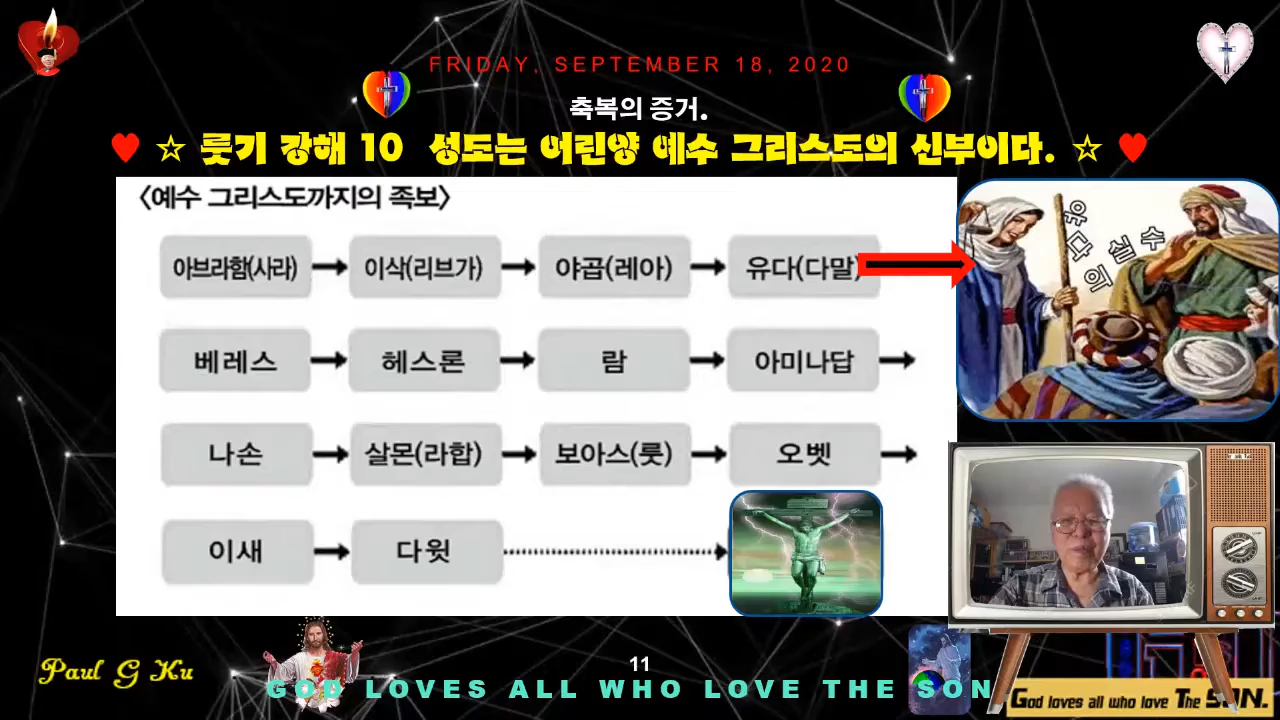 FRIDAY, SEPTEMBER 18, 2020
축복의 증거.
♥ ☆ 룻기 강해 10 성도는 어린양 예수 그리스도의 신부이다. ☆ ♥
<예수 그리스도까지의 족보>
아브라함(사라) → 이삭(리브가) → 야곱(레아) → 유다(다말)
유다의 실수
베레스 → 헤스론 → 람 → 아미나답 →
나손 → 살몬(라합) → 보아스(룻) → 오벳 →
이새 → 다윗
Paul G Ku
11
GOD LOVES ALL WHO LOVE THE SON
God loves all who love The SON.